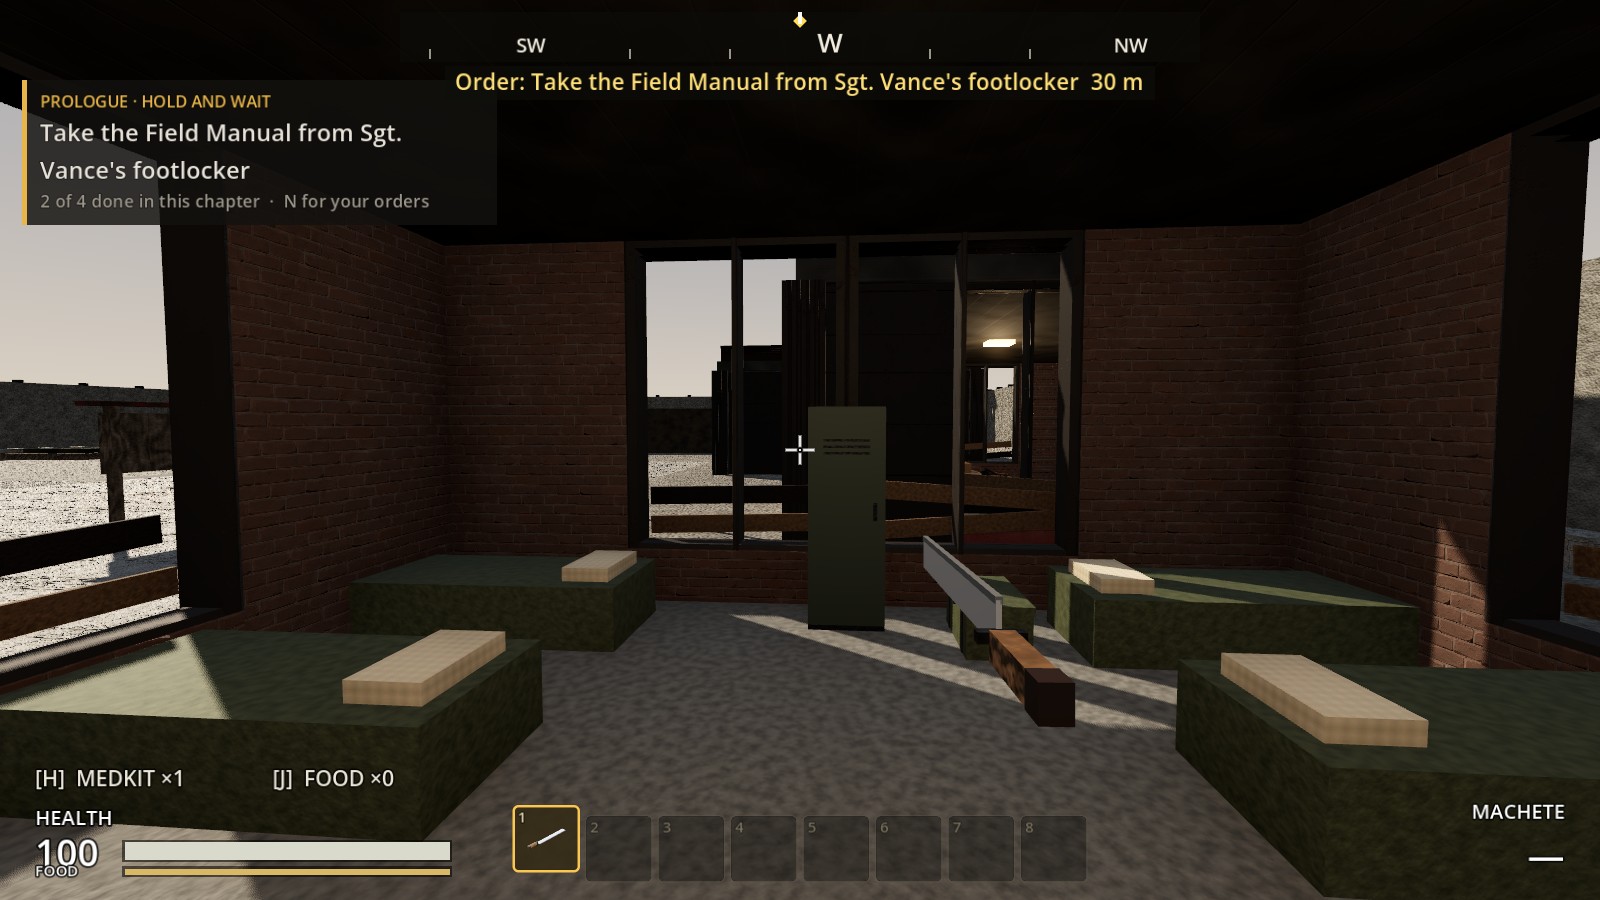 SW
W
NW
Order: Take the Field Manual from Sgt. Vance's footlocker 30 m
PROLOGUE · HOLD AND WAIT
Take the Field Manual from Sgt.
Vance's footlocker
2 of 4 done in this chapter · N for your orders
[H] MEDKIT ×1
[J] FOOD ×0
HEALTH
100
FOOD
1
2
3
4
5
6
7
8
MACHETE